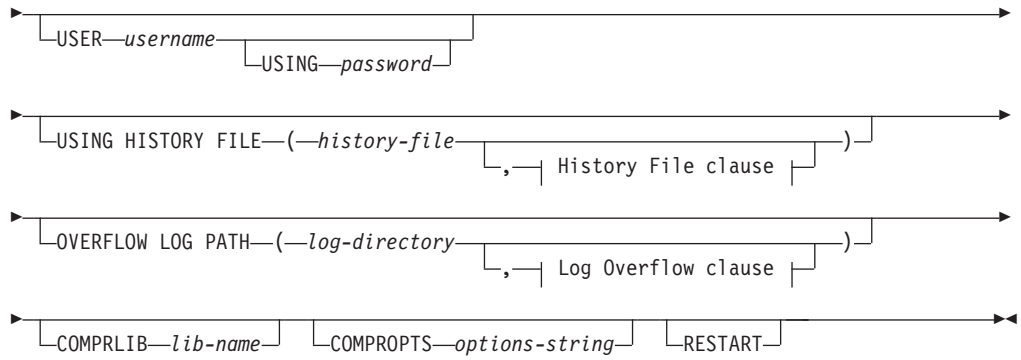 USER username
USING password
USING HISTORY FILE ( history-file )
, History File clause
OVERFLOW LOG PATH ( log-directory )
, Log Overflow clause
COMPRLIB lib-name COMPROPTS options-string RESTART